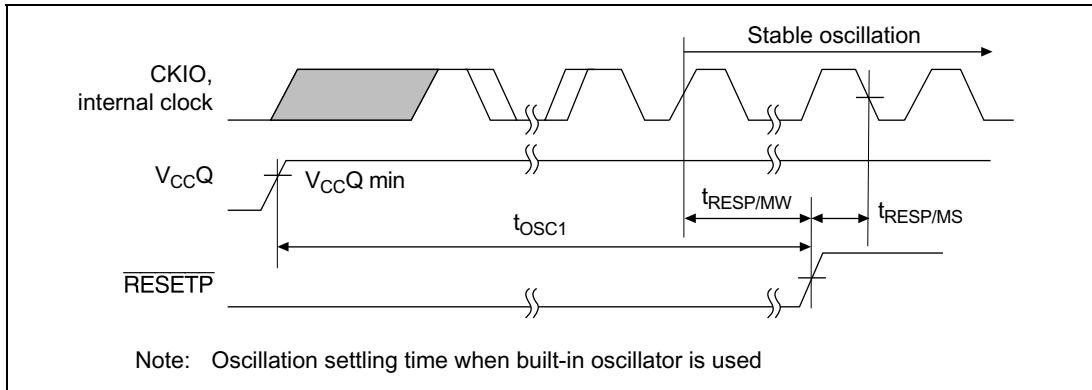 Stable oscillation
CKIO,
internal clock
VCCQ
VCCQ min
tRESP/MW
tRESP/MS
tOSC1
RESETP
Note: Oscillation settling time when built-in oscillator is used